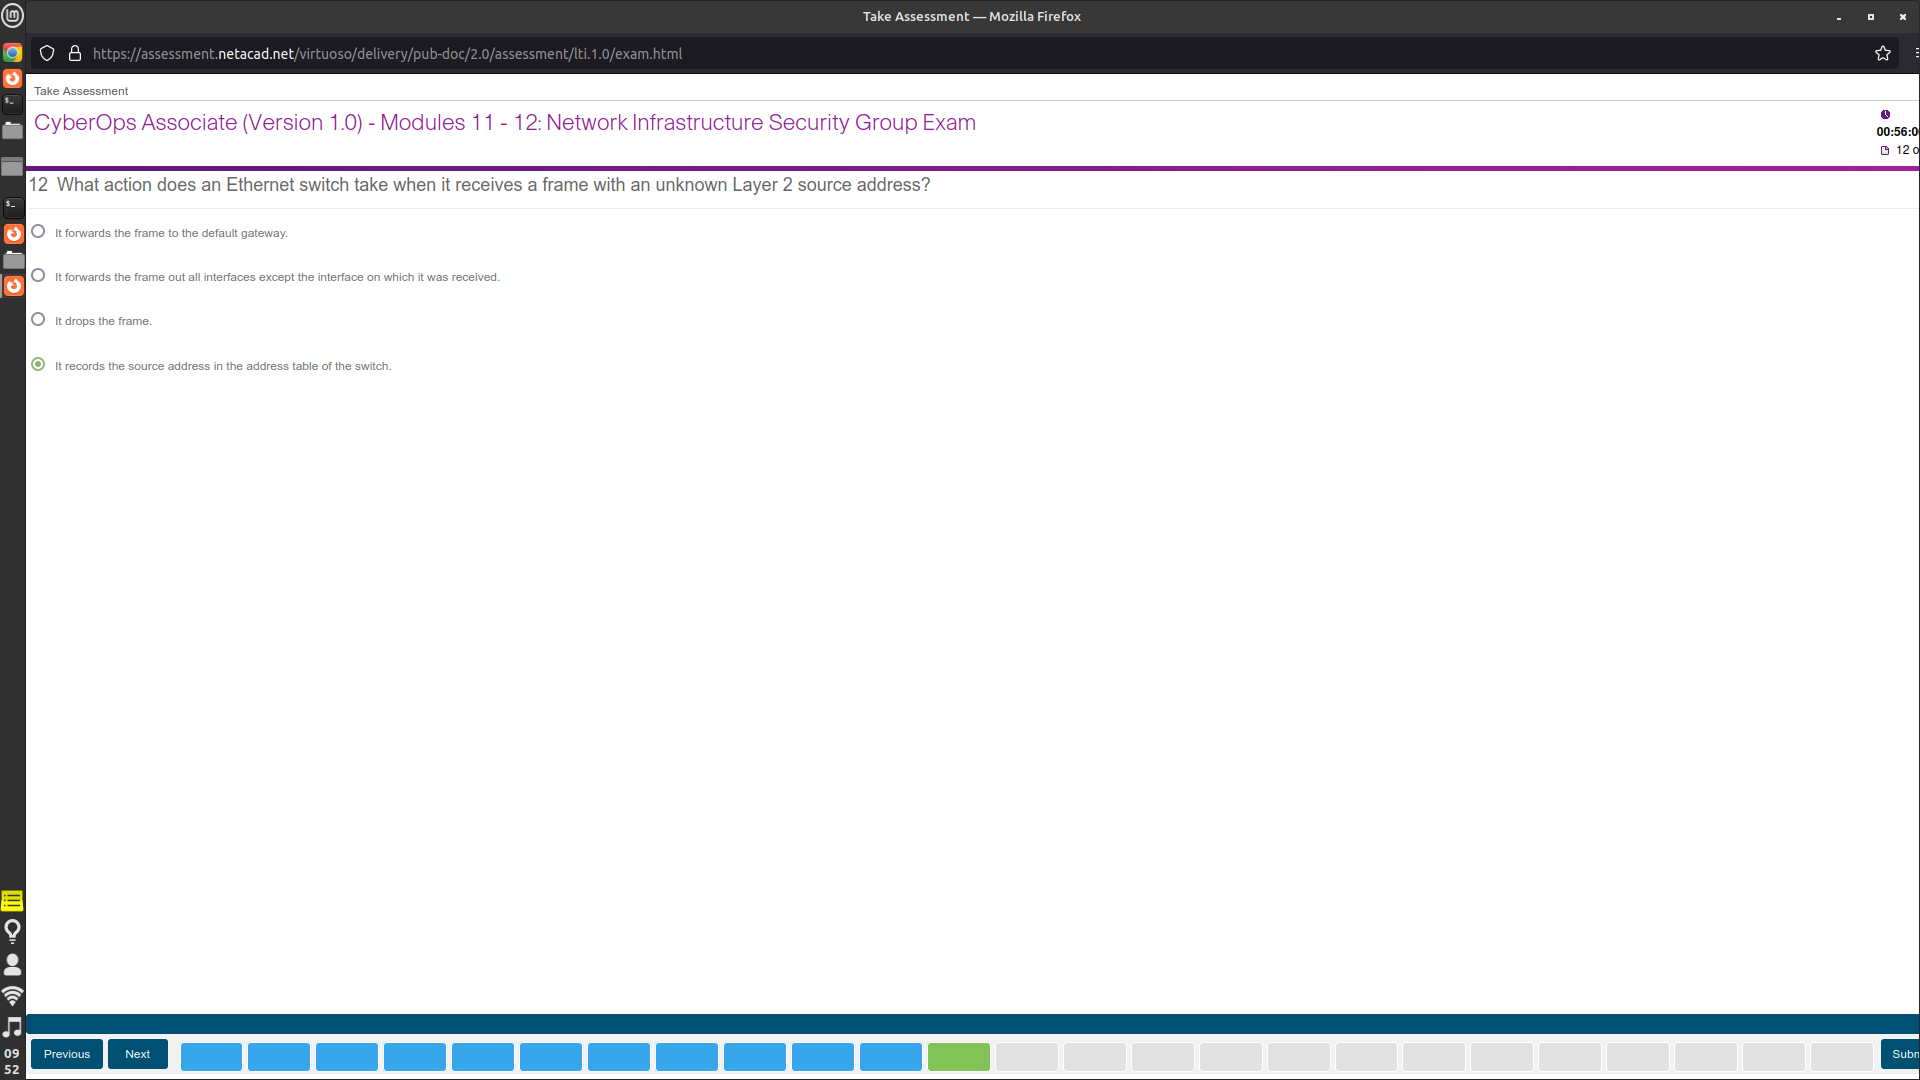 Take Assessment — Mozilla Firefox
https://assessment.netacad.net/virtuoso/delivery/pub-doc/2.0/assessment/lti.1.0/exam.html
Take Assessment
CyberOps Associate (Version 1.0) - Modules 11 - 12: Network Infrastructure Security Group Exam
00:56:0
12 o
12 What action does an Ethernet switch take when it receives a frame with an unknown Layer 2 source address?
It forwards the frame to the default gateway.
It forwards the frame out all interfaces except the interface on which it was received.
It drops the frame.
It records the source address in the address table of the switch.
Previous
Next
Subm
09
52